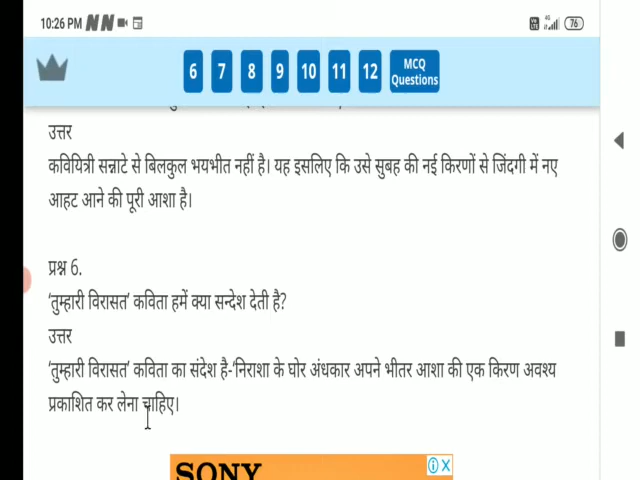 10:26 PM
76
6 7 8 9 10 11 12 MCQ Questions
उत्तर
कवियित्री सन्नाटे से बिलकुल भयभीत नहीं है। यह इसलिए कि उसे सुबह की नई किरणों से जिंदगी में नए
आहट आने की पूरी आशा है।
प्रश्न 6.
'तुम्हारी विरासत' कविता हमें क्या सन्देश देती है?
उत्तर
'तुम्हारी विरासत' कविता का संदेश है-'निराशा के घोर अंधकार अपने भीतर आशा की एक किरण अवश्य
प्रकाशित कर लेना चाहिए।
SONY